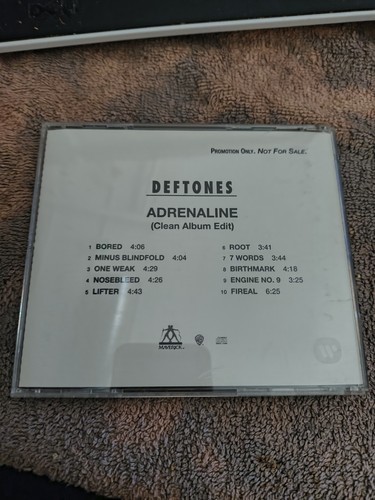 PROMOTION ONLY. NOT FOR SALE.
DEFTONES
ADRENALINE
(Clean Album Edit)
1 BORED 4:06
2 MINUS BLINDFOLD 4:04
3 ONE WEAK 4:29
4 NOSEBLEED 4:26
5 LIFTER 4:43
6 ROOT 3:41
7 7 WORDS 3:44
8 BIRTHMARK 4:18
9 ENGINE NO. 9 3:25
10 FIREAL 6:25
MAVERICK